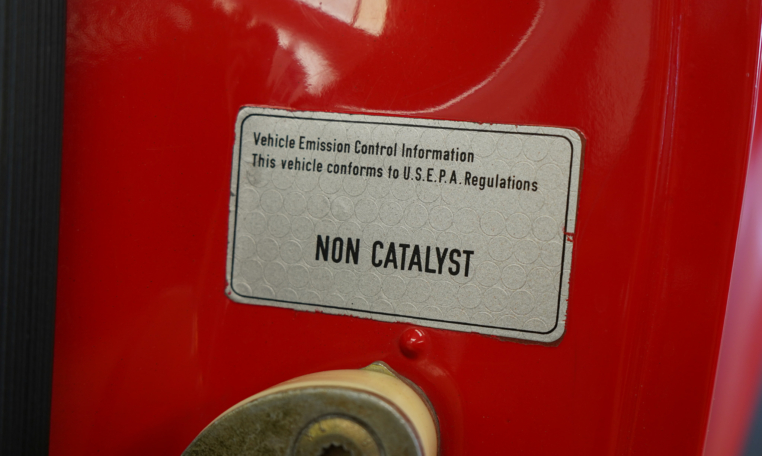 Vehicle Emission Control Information
This vehicle conforms to U.S.E.P.A. Regulations
NON CATALYST